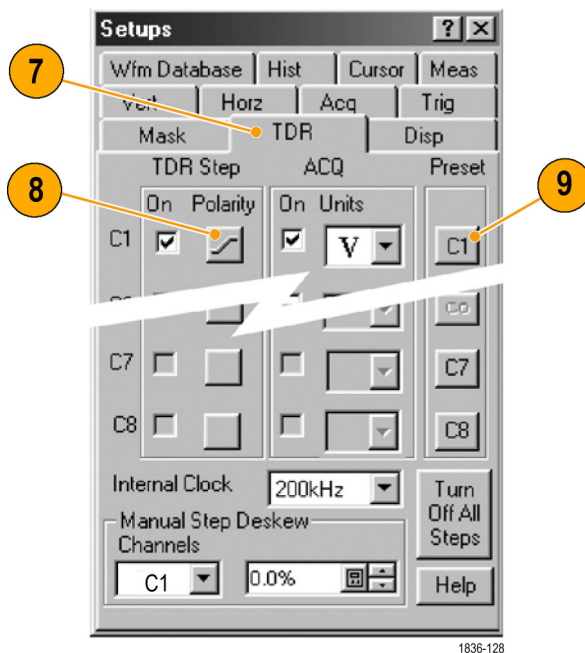 Setups
? ×
Wfm Database Hist Cursor Meas
Horz Acq Trig
Mask TDR Disp
7
TDR Step ACQ Preset
8
9
On Polarity On Units
C1 V C1
C7 C7
C8 C8
Internal Clock 200kHz
Turn Off All Steps
Manual Step Deskew
Channels
C1 0.0%
Help
1836-128